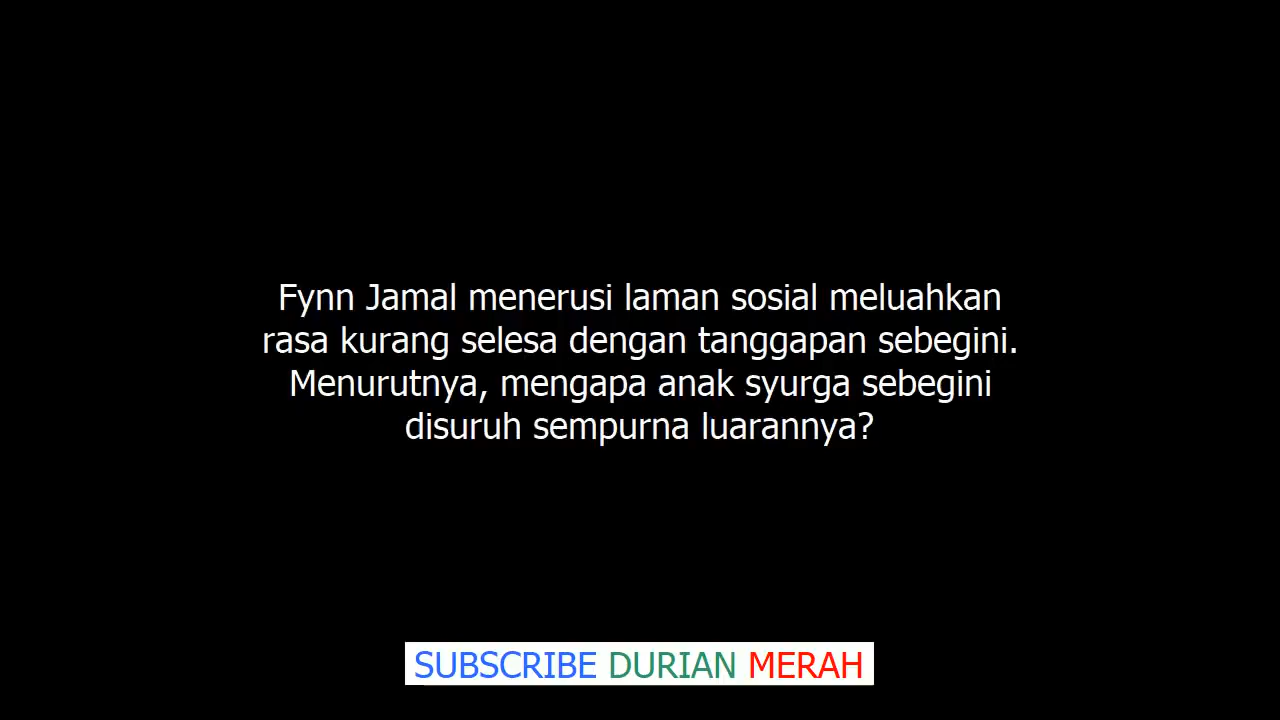 Fynn Jamal menerusi laman sosial meluahkan
rasa kurang selesa dengan tanggapan sebegini.
Menurutnya, mengapa anak syurga sebegini
disuruh sempurna luarannya?
SUBSCRIBE DURIAN MERAH